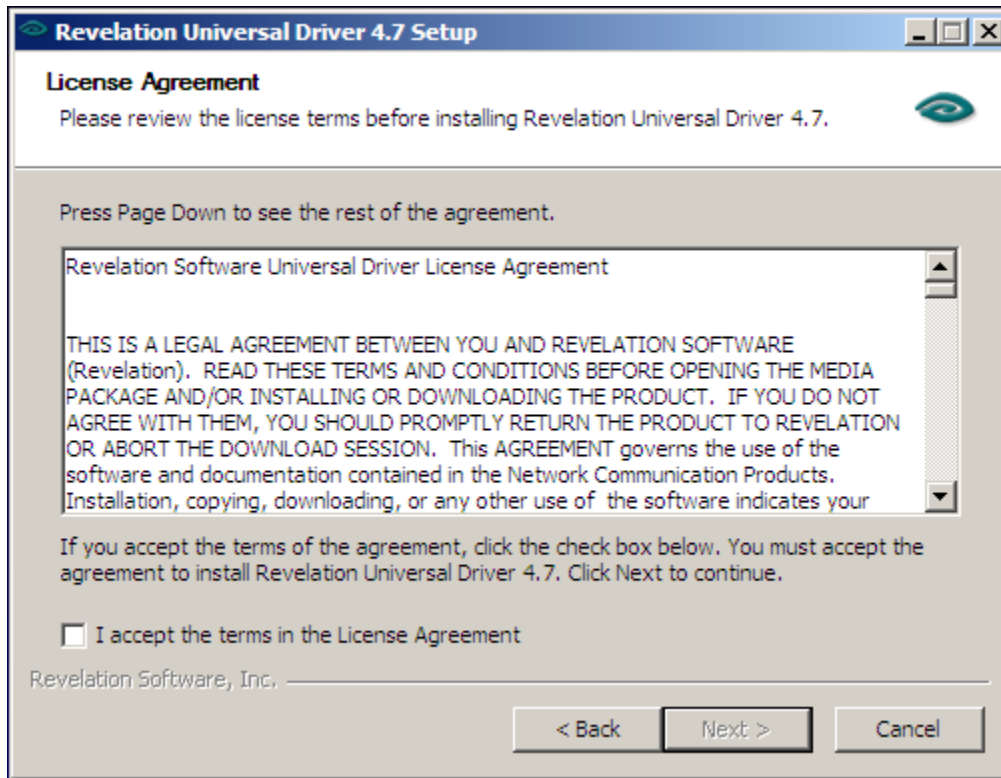 Revelation Universal Driver 4.7 Setup
License Agreement
Please review the license terms before installing Revelation Universal Driver 4.7.
Press Page Down to see the rest of the agreement.
Revelation Software Universal Driver License Agreement
THIS IS A LEGAL AGREEMENT BETWEEN YOU AND REVELATION SOFTWARE
(Revelation).  READ THESE TERMS AND CONDITIONS BEFORE OPENING THE MEDIA
PACKAGE AND/OR INSTALLING OR DOWNLOADING THE PRODUCT.  IF YOU DO NOT
AGREE WITH THEM, YOU SHOULD PROMPTLY RETURN THE PRODUCT TO REVELATION
OR ABORT THE DOWNLOAD SESSION.  This AGREEMENT governs the use of the
software and documentation contained in the Network Communication Products.
Installation, copying, downloading, or any other use of  the software indicates your
If you accept the terms of the agreement, click the check box below. You must accept the
agreement to install Revelation Universal Driver 4.7. Click Next to continue.
I accept the terms in the License Agreement
Revelation Software, Inc.
< Back
Next >
Cancel